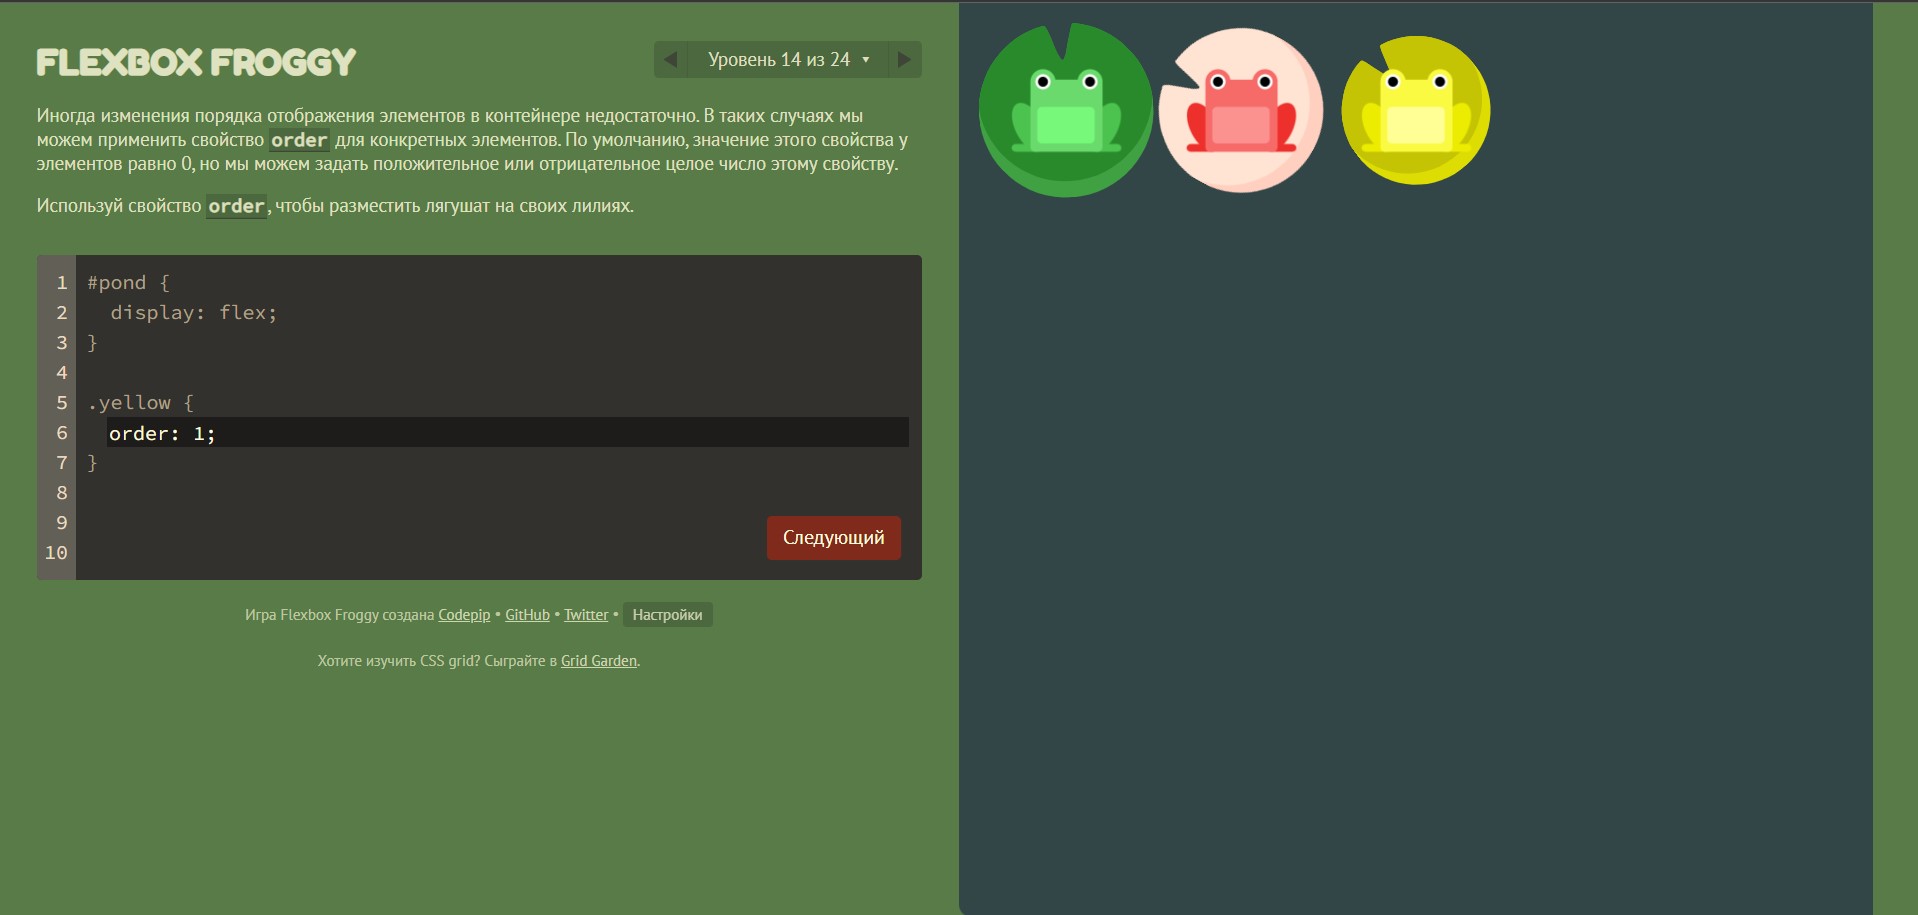 FLEXBOX FROGGY
Уровень 14 из 24
Иногда изменения порядка отображения элементов в контейнере недостаточно. В таких случаях мы
можем применить свойство order для конкретных элементов. По умолчанию, значение этого свойства у
элементов равно 0, но мы можем задать положительное или отрицательное целое число этому свойству.
Используй свойство order, чтобы разместить лягушат на своих лилиях.
1 #pond {
2   display: flex;
3 }
4
5 .yellow {
6   order: 1;
7 }
8
9
10
Следующий
Игра Flexbox Froggy создана Codepip • GitHub • Twitter • Настройки
Хотите изучить CSS grid? Сыграйте в Grid Garden.